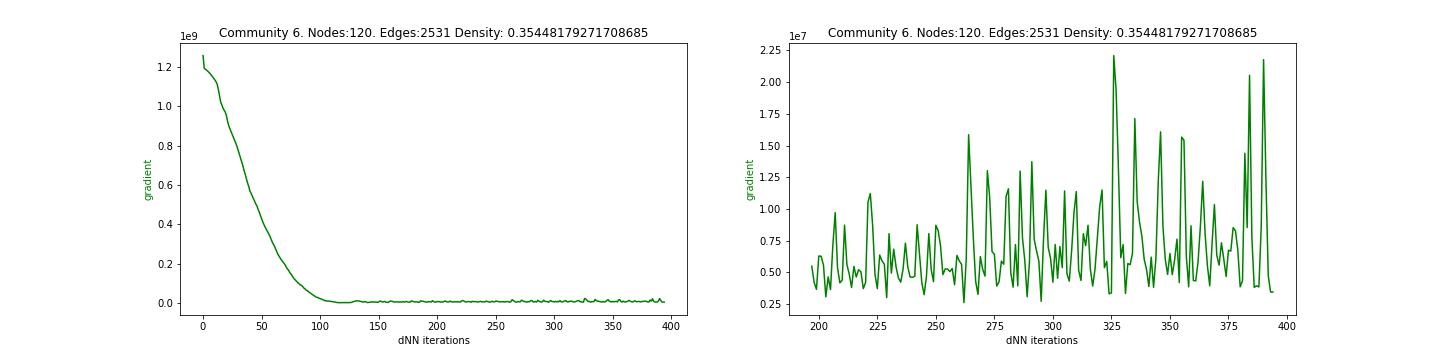 Community 6. Nodes:120. Edges:2531 Density: 0.35448179271708685
1e9
1.2
1.0
0.8
0.6
0.4
0.2
0.0
gradient
0 50 100 150 200 250 300 350 400
dNN iterations
Community 6. Nodes:120. Edges:2531 Density: 0.35448179271708685
1e7
2.25
2.00
1.75
1.50
1.25
1.00
0.75
0.50
0.25
gradient
200 225 250 275 300 325 350 375 400
dNN iterations